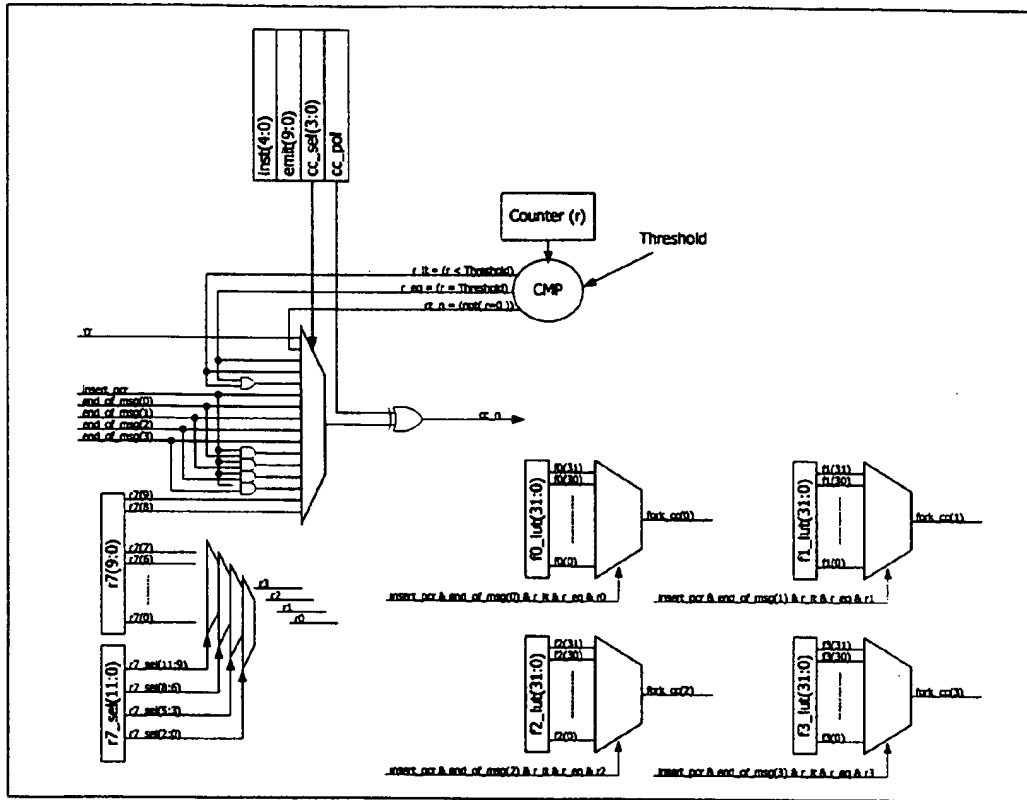 inst(4:0)
emit(9:0)
cc_sel(3:0)
cc_pol
Counter (r)
Threshold
CMP
r_lt = (r < Threshold)
r_eq = (r = Threshold)
rz_n = (not( r=0 ))
insert_pcr
end_of_msg(0)
end_of_msg(1)
end_of_msg(2)
end_of_msg(3)
cc_n
r7(9:0)
r7(9)
r7(8)
r7(7)
r7(6)
r7(0)
r3
r2
r1
r0
r7_sel(11:0)
r7_sel(11:9)
r7_sel(8:6)
r7_sel(5:3)
r7_sel(2:0)
f0_lut(31:0)
f0(31)
f0(30)
f0(0)
fork_cc(0)
insert_pcr & end_of_msg(0) & r_lt & r_eq & r0
f1_lut(31:0)
f1(31)
f1(30)
f1(0)
fork_cc(1)
insert_pcr & end_of_msg(1) & r_lt & r_eq & r1
f2_lut(31:0)
f2(31)
f2(30)
f2(0)
fork_cc(2)
insert_pcr & end_of_msg(2) & r_lt & r_eq & r2
f3_lut(31:0)
f3(31)
f3(30)
f3(0)
fork_cc(3)
insert_pcr & end_of_msg(3) & r_lt & r_eq & r3